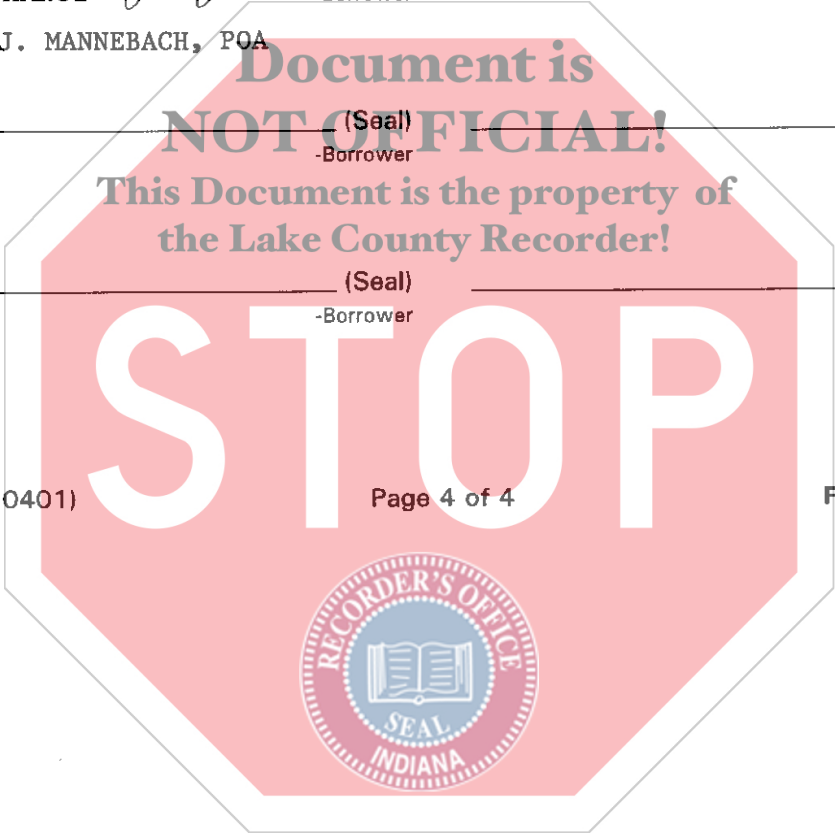 J. MANNEBACH, POA
Document is
(Seal)
NOT OFFICIAL!
-Borrower
This Document is the property of
the Lake County Recorder!
(Seal)
-Borrower
STOP
0401) Page 4 of 4 F
RECORDER'S OFFICE
SEAL
INDIANA